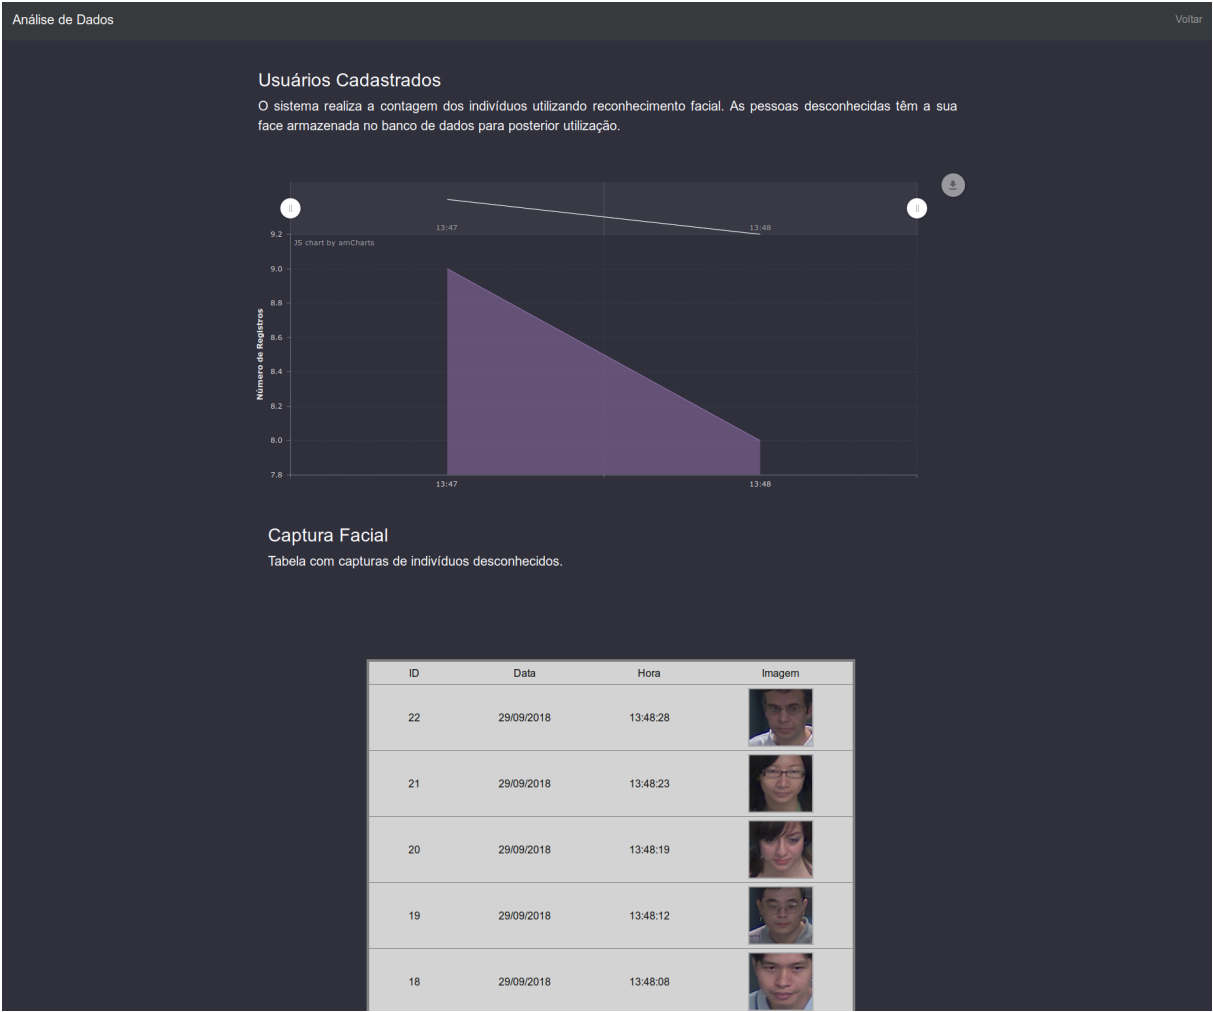 Análise de Dados
Voltar
Usuários Cadastrados
O sistema realiza a contagem dos indivíduos utilizando reconhecimento facial. As pessoas desconhecidas têm a sua
face armazenada no banco de dados para posterior utilização.
13:47
13:48
JS chart by amCharts
Número de Registros
9.2
9.0
8.8
8.6
8.4
8.2
8.0
7.8
13:47
13:48
Captura Facial
Tabela com capturas de indivíduos desconhecidos.
ID Data Hora Imagem
22 29/09/2018 13:48:28
21 29/09/2018 13:48:23
20 29/09/2018 13:48:19
19 29/09/2018 13:48:12
18 29/09/2018 13:48:08